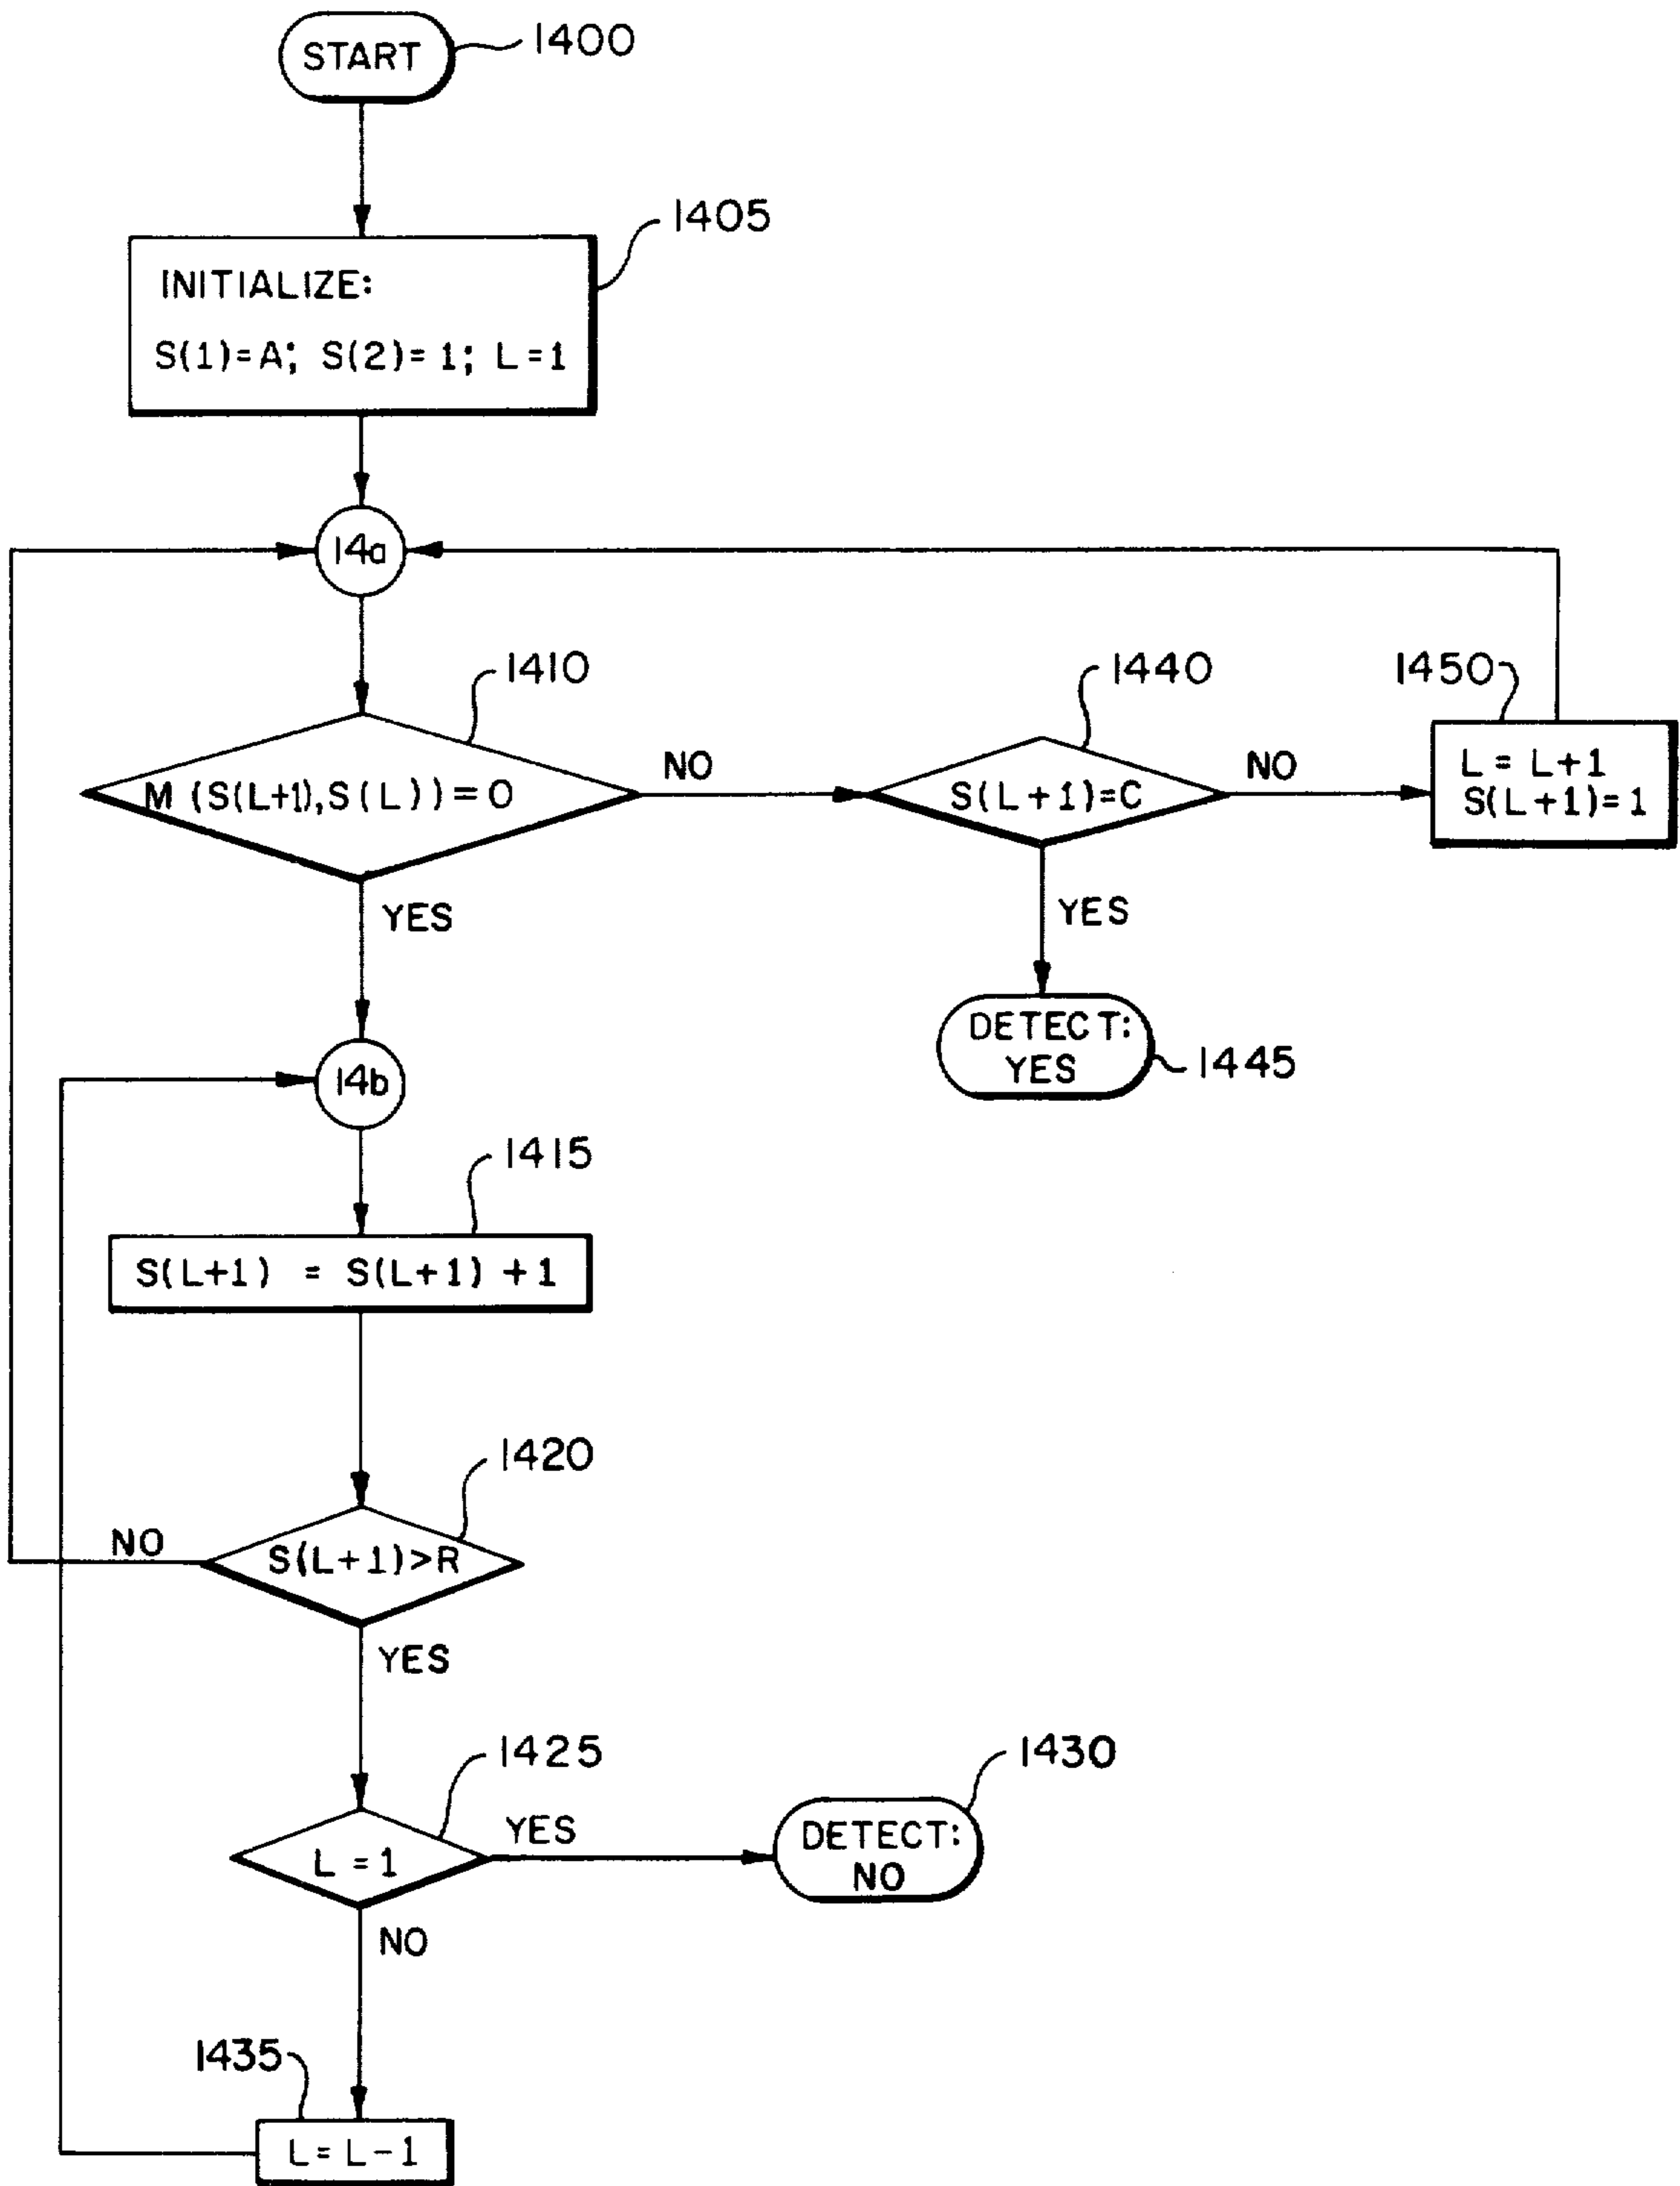 START
1400
1405
INITIALIZE:
S(1)=A; S(2)=1; L=1
14a
1410
1440
1450
M (S(L+1),S(L))=0
NO
S(L+1)=C
NO
L = L+1
S(L+1)=1
YES
YES
DETECT:
YES
1445
14b
1415
S(L+1) = S(L+1) +1
1420
NO
S(L+1)>R
YES
1425
1430
L = 1
YES
DETECT:
NO
NO
1435
L= L-1